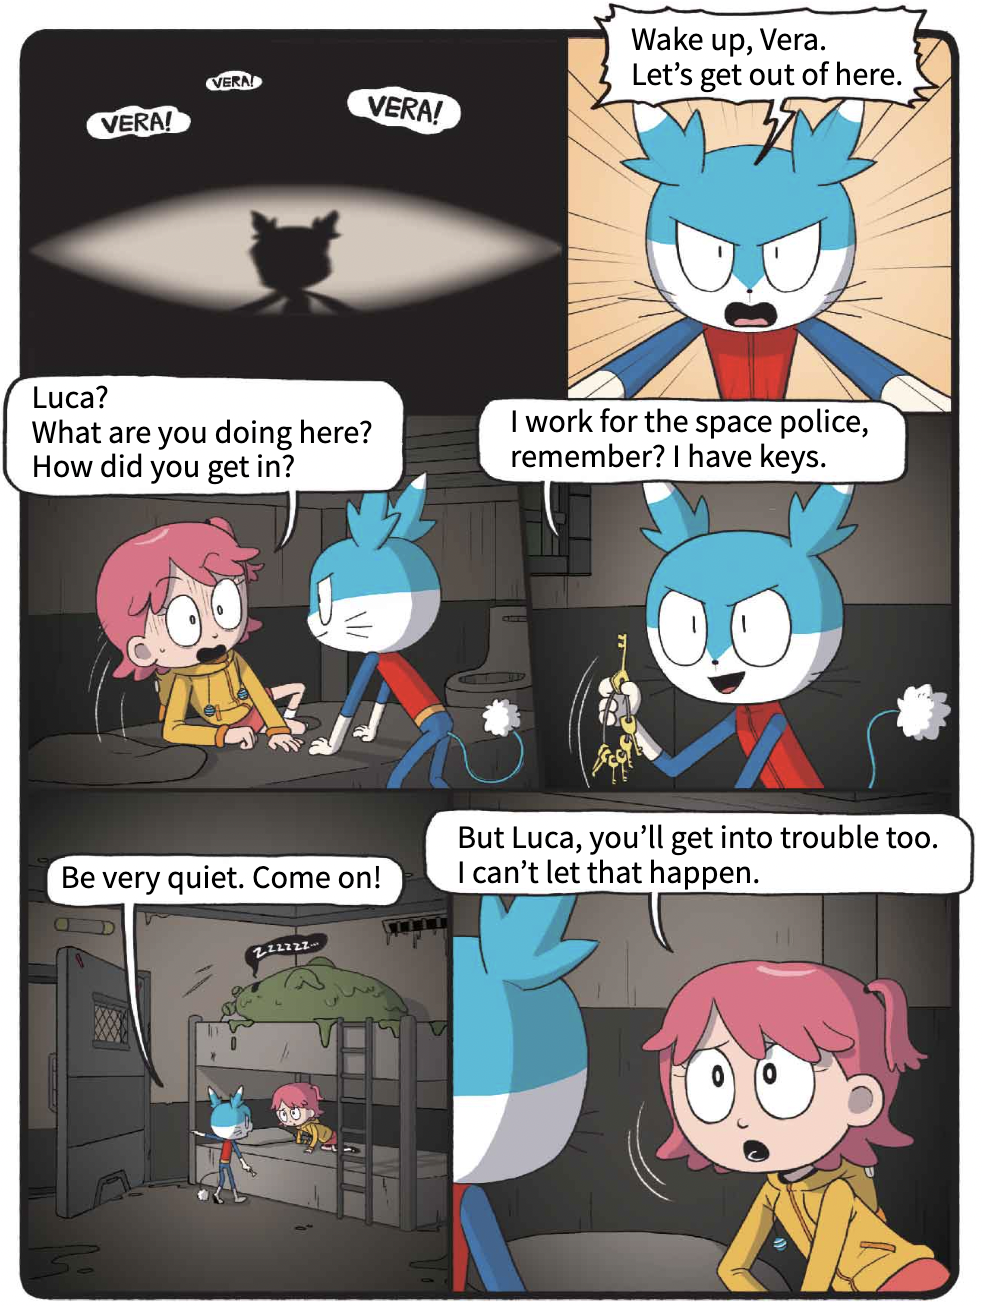 VERA!
VERA!
VERA!
Wake up, Vera.
Let's get out of here.
Luca?
What are you doing here?
How did you get in?
I work for the space police,
remember? I have keys.
Be very quiet. Come on!
ZZZZZZ...
But Luca, you'll get into trouble too.
I can't let that happen.